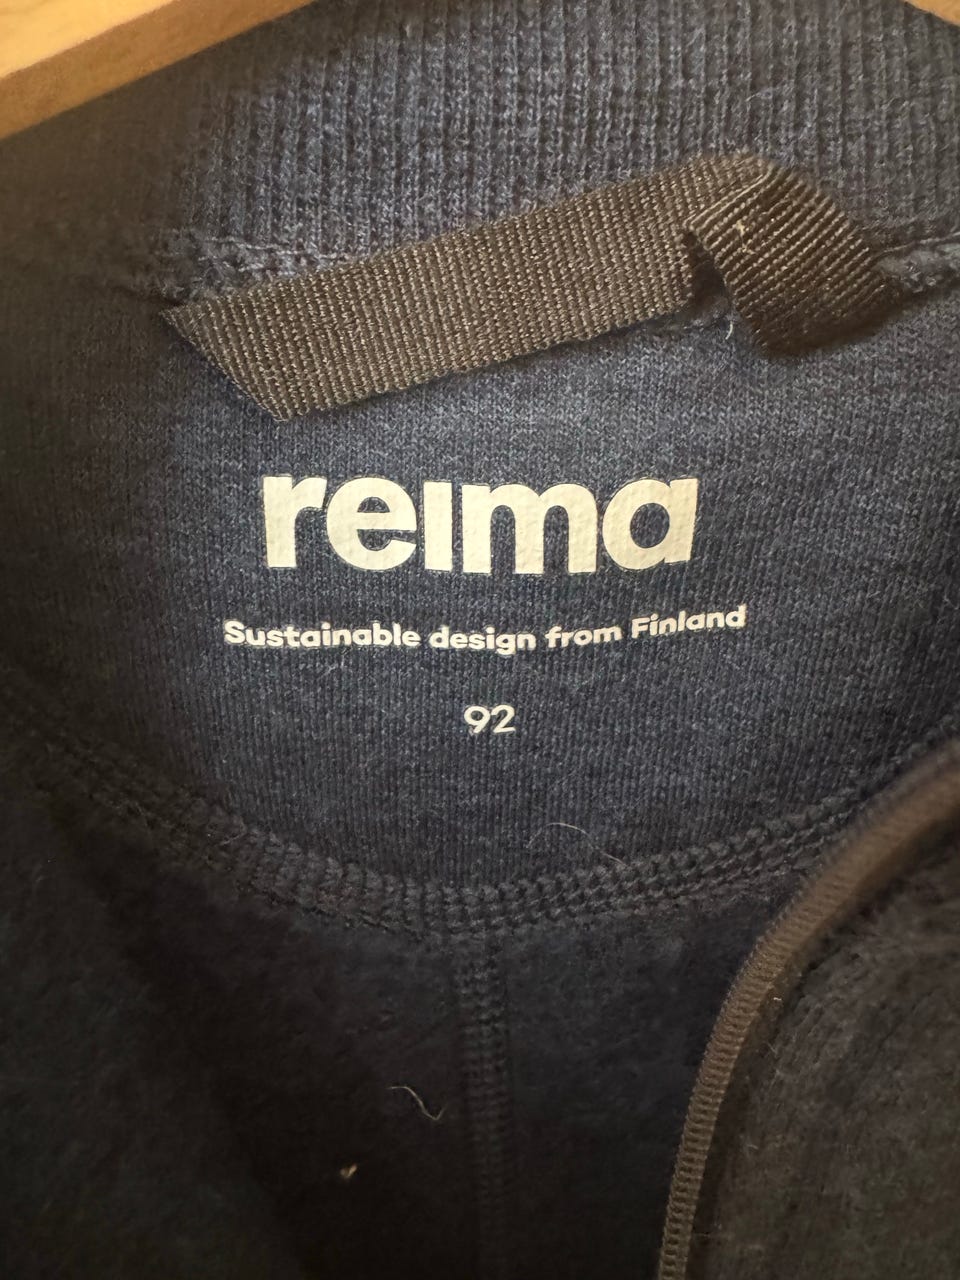 reima
Sustainable design from Finland
92